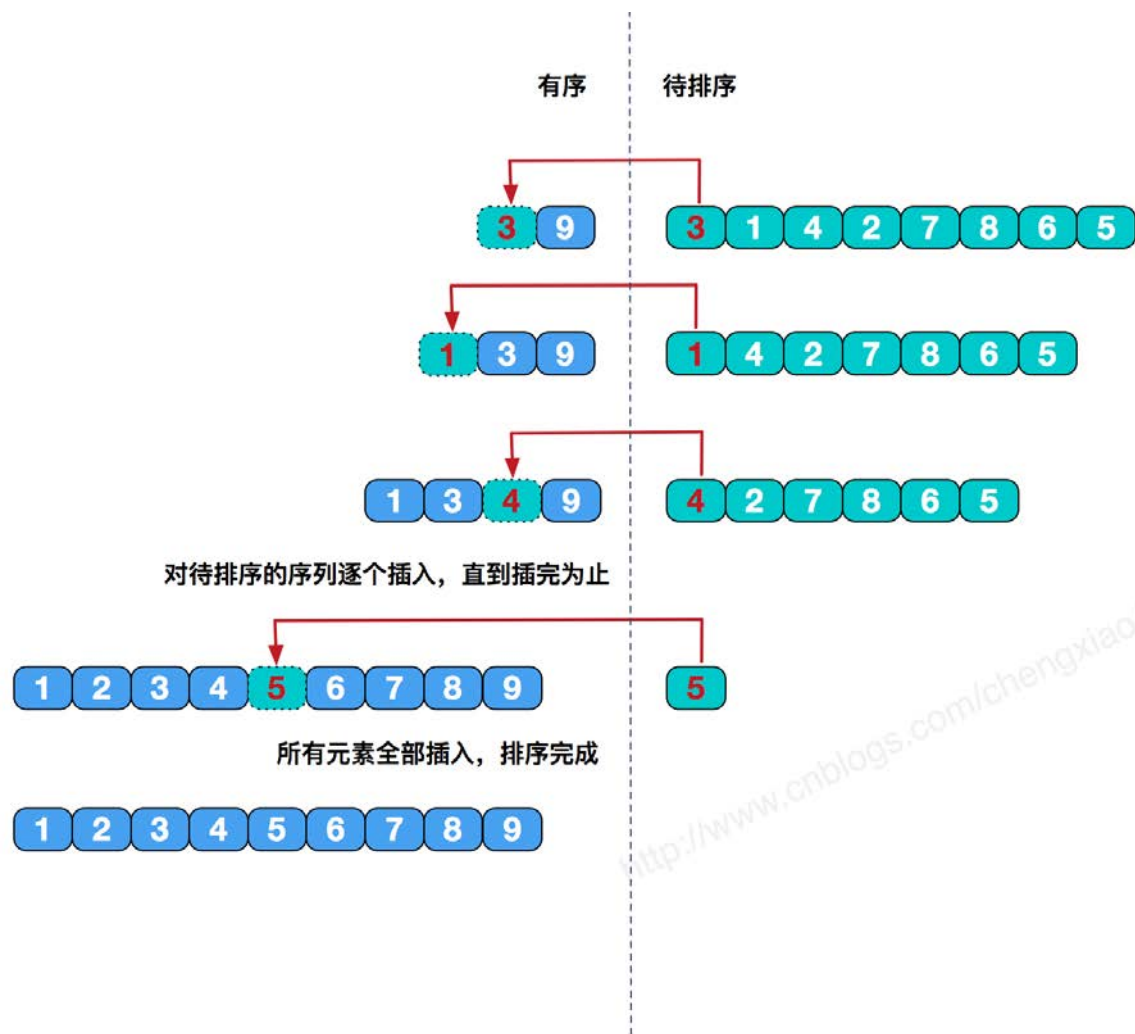 有序 待排序
3 9 3 1 4 2 7 8 6 5
1 3 9 1 4 2 7 8 6 5
1 3 4 9 4 2 7 8 6 5
对待排序的序列逐个插入，直到插完为止
1 2 3 4 5 6 7 8 9 5
所有元素全部插入，排序完成
1 2 3 4 5 6 7 8 9
http://www.cnblogs.com/chengxiao